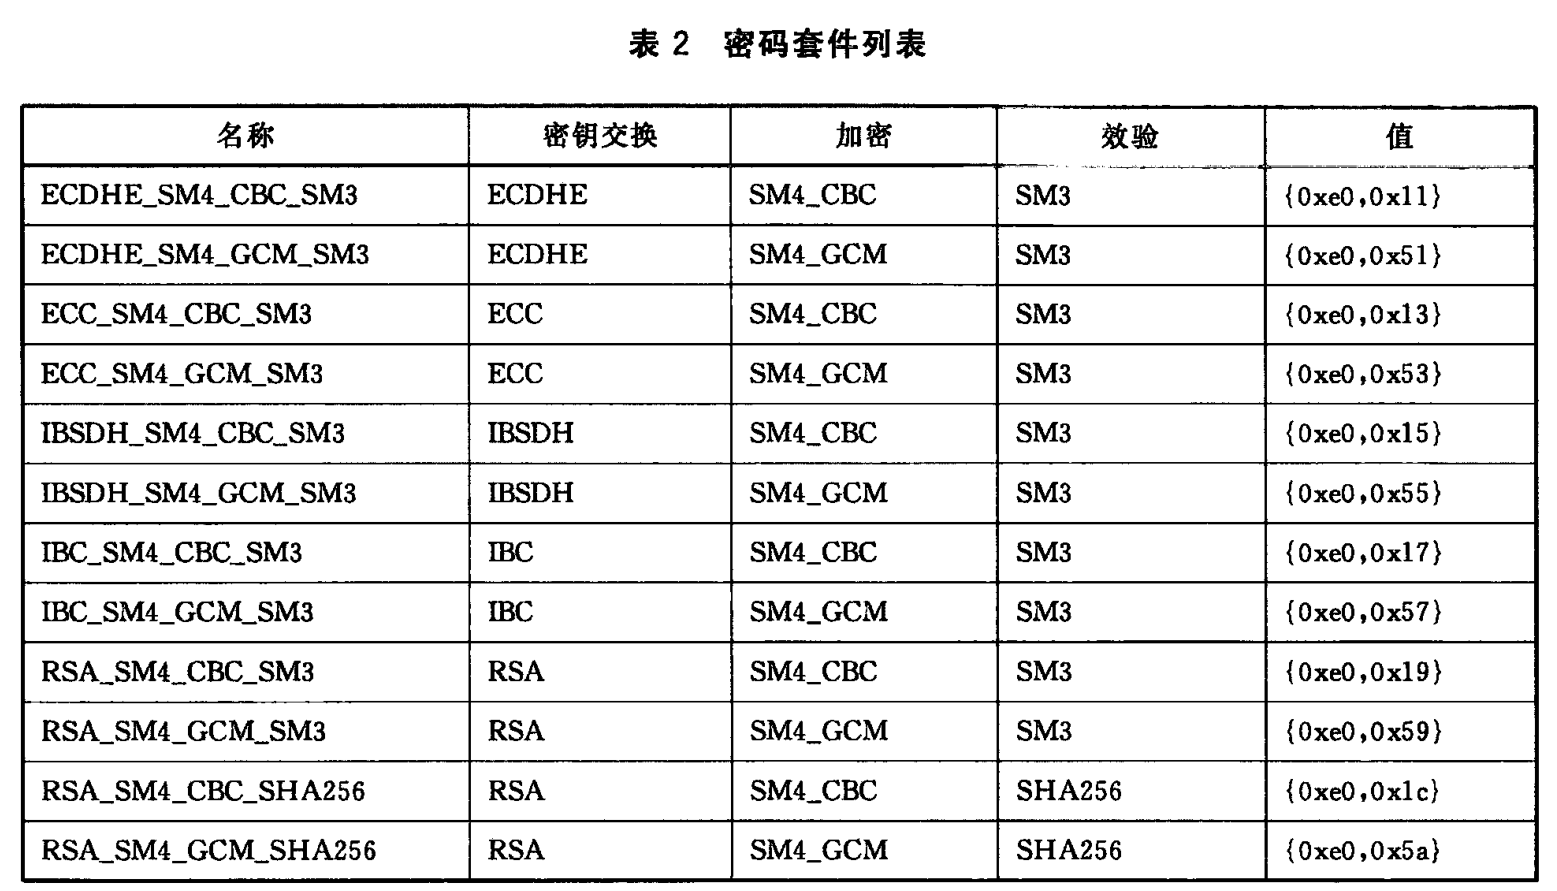 表 2 密码套件列表
名称 密钥交换 加密 效验 值
ECDHE_SM4_CBC_SM3 ECDHE SM4_CBC SM3 {0xe0,0x11}
ECDHE_SM4_GCM_SM3 ECDHE SM4_GCM SM3 {0xe0,0x51}
ECC_SM4_CBC_SM3 ECC SM4_CBC SM3 {0xe0,0x13}
ECC_SM4_GCM_SM3 ECC SM4_GCM SM3 {0xe0,0x53}
IBSDH_SM4_CBC_SM3 IBSDH SM4_CBC SM3 {0xe0,0x15}
IBSDH_SM4_GCM_SM3 IBSDH SM4_GCM SM3 {0xe0,0x55}
IBC_SM4_CBC_SM3 IBC SM4_CBC SM3 {0xe0,0x17}
IBC_SM4_GCM_SM3 IBC SM4_GCM SM3 {0xe0,0x57}
RSA_SM4_CBC_SM3 RSA SM4_CBC SM3 {0xe0,0x19}
RSA_SM4_GCM_SM3 RSA SM4_GCM SM3 {0xe0,0x59}
RSA_SM4_CBC_SHA256 RSA SM4_CBC SHA256 {0xe0,0x1c}
RSA_SM4_GCM_SHA256 RSA SM4_GCM SHA256 {0xe0,0x5a}